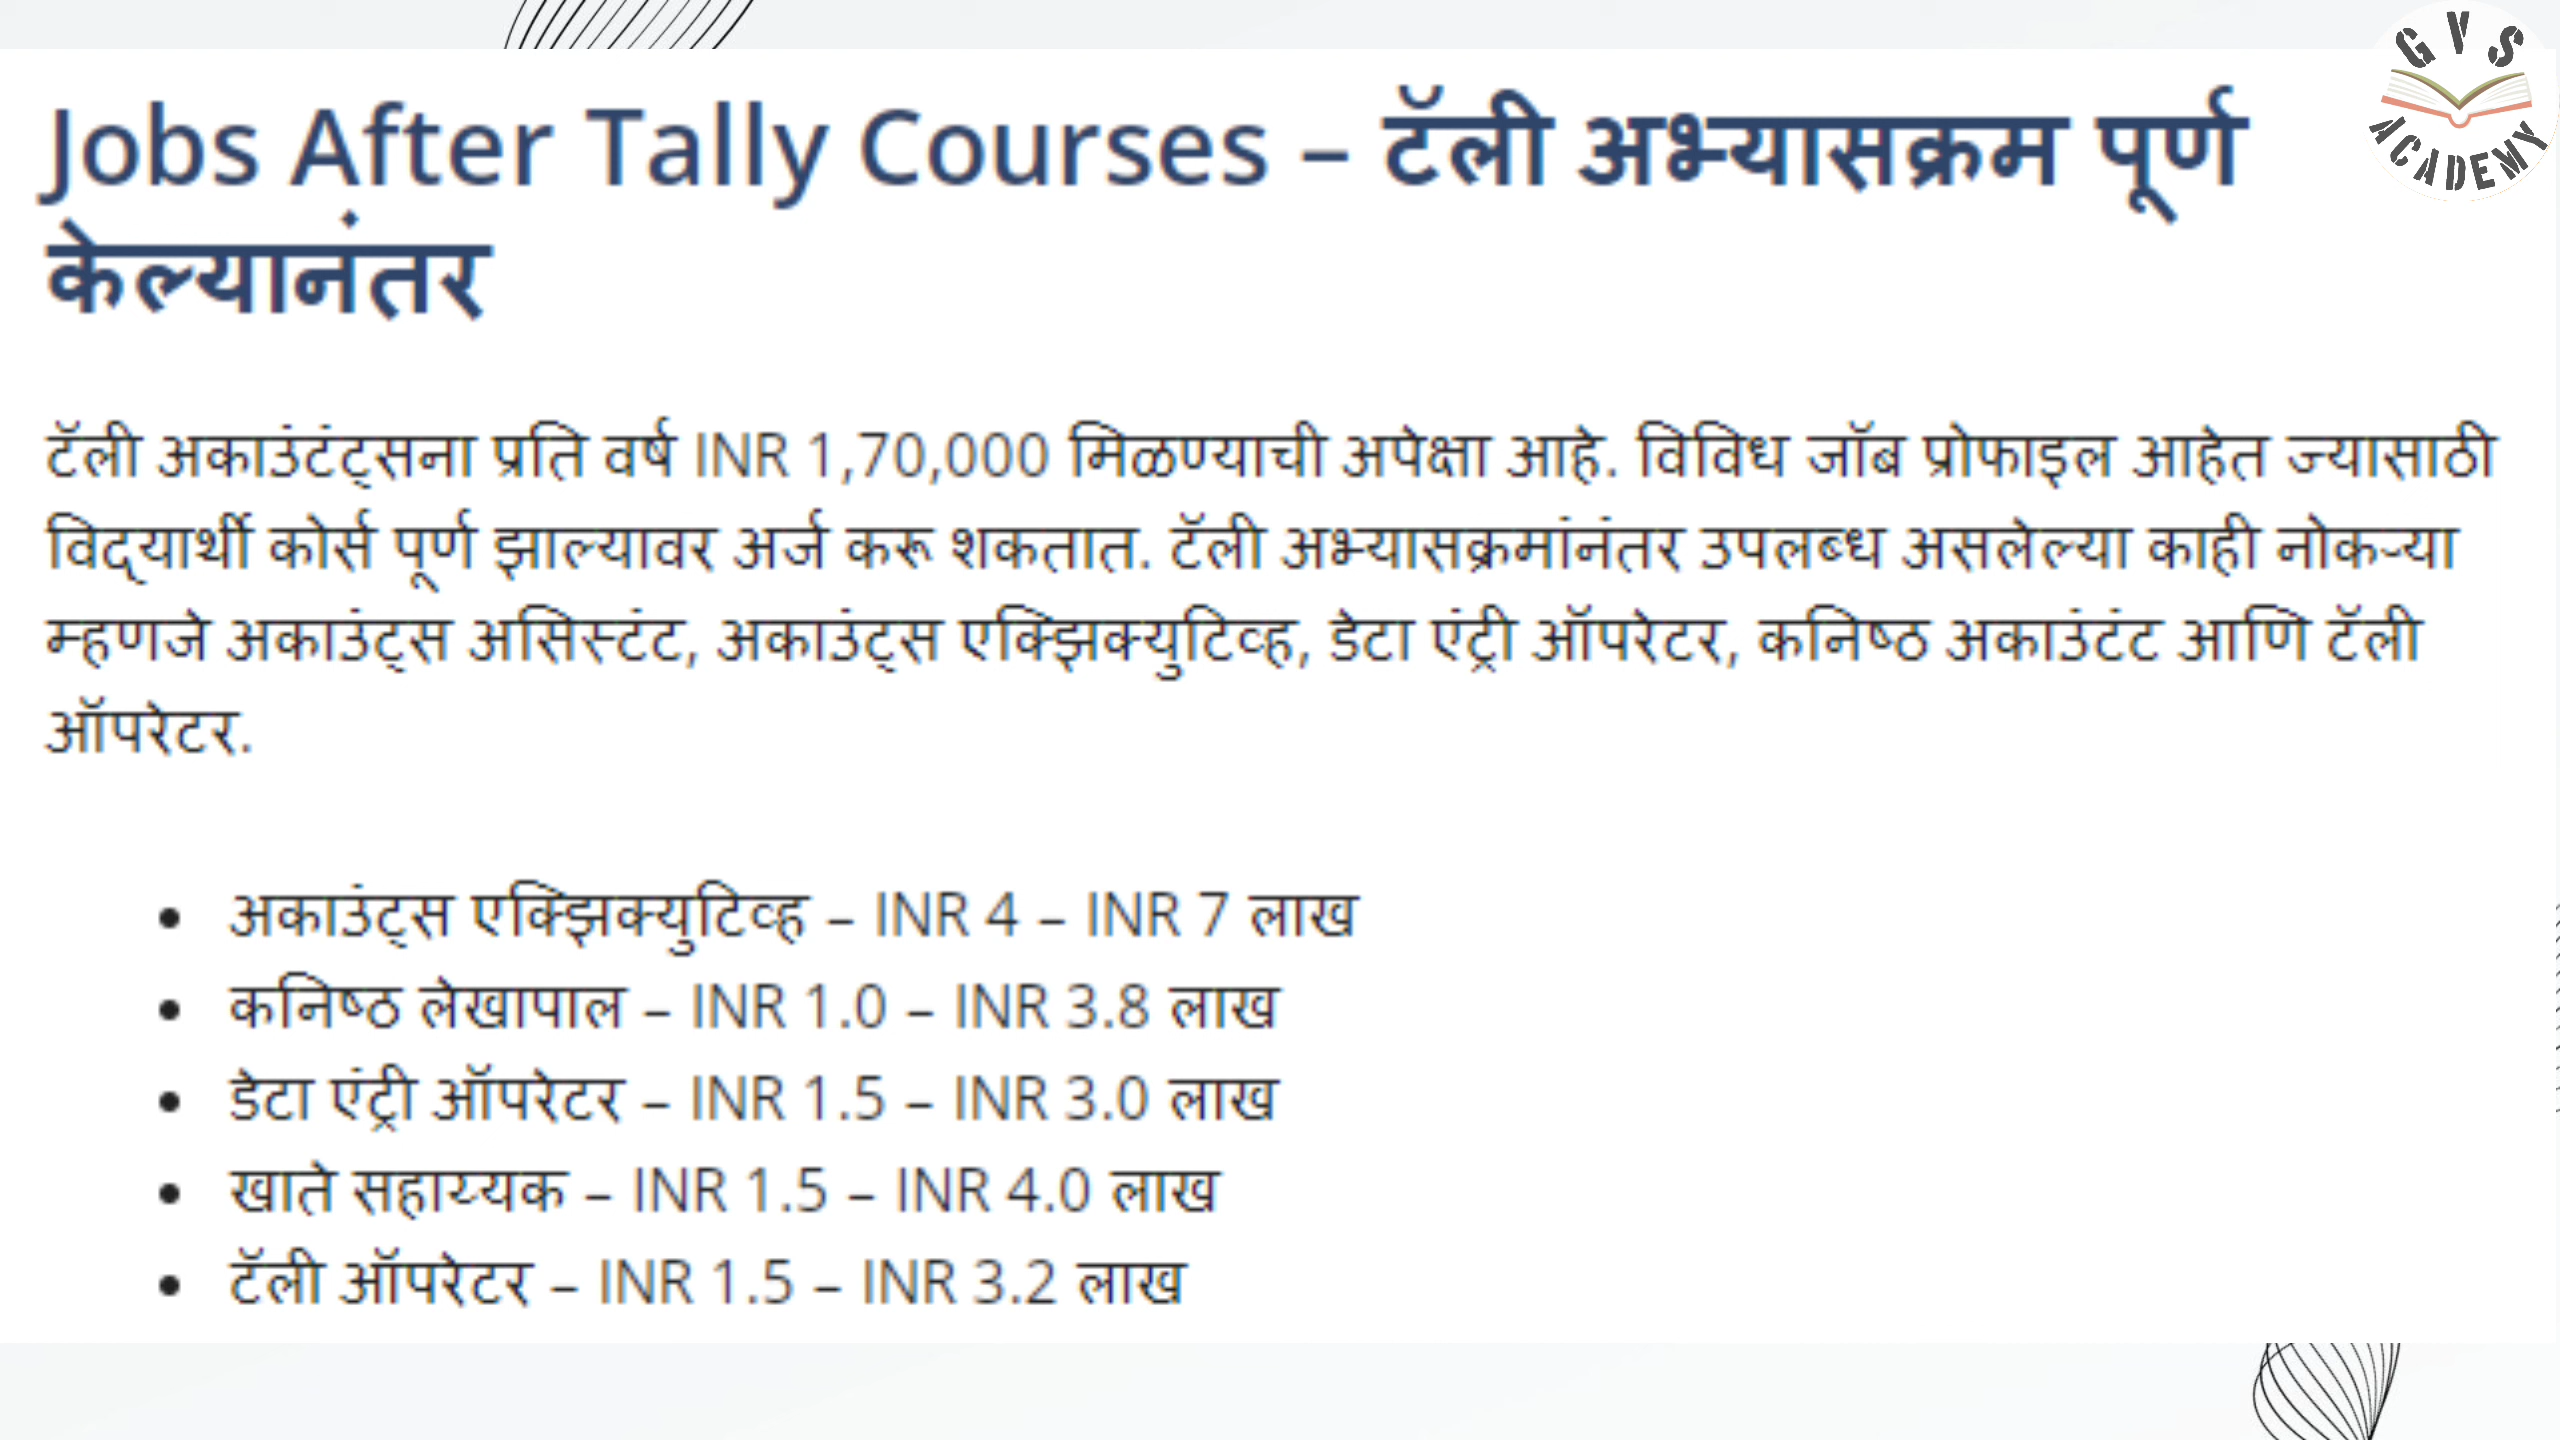 GVS
ACADEMY
Jobs After Tally Courses – टॅली अभ्यासक्रम पूर्ण
केल्यानंतर
टॅली अकाउंटंट्सना प्रति वर्ष INR 1,70,000 मिळण्याची अपेक्षा आहे. विविध जॉब प्रोफाइल आहेत ज्यासाठी
विद्यार्थी कोर्स पूर्ण झाल्यावर अर्ज करू शकतात. टॅली अभ्यासक्रमांनंतर उपलब्ध असलेल्या काही नोकऱ्या
म्हणजे अकाउंट्स असिस्टंट, अकाउंट्स एक्झिक्युटिव्ह, डेटा एंट्री ऑपरेटर, कनिष्ठ अकाउंटंट आणि टॅली
ऑपरेटर.
• अकाउंट्स एक्झिक्युटिव्ह – INR 4 – INR 7 लाख
• कनिष्ठ लेखापाल – INR 1.0 – INR 3.8 लाख
• डेटा एंट्री ऑपरेटर – INR 1.5 – INR 3.0 लाख
• खाते सहाय्यक – INR 1.5 – INR 4.0 लाख
• टॅली ऑपरेटर – INR 1.5 – INR 3.2 लाख